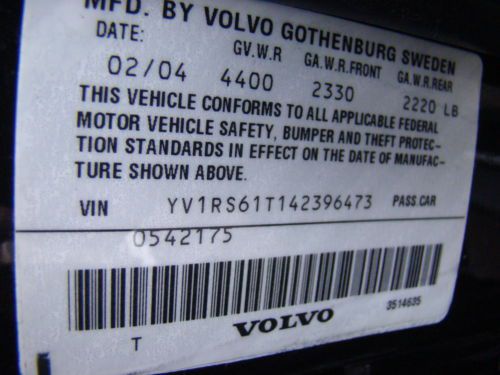 MFD. BY VOLVO GOTHENBURG SWEDEN
DATE: GV.W.R GA.W.R.FRONT GA.W.R.REAR
02/04 4400 2330 2220 LB
THIS VEHICLE CONFORMS TO ALL APPLICABLE FEDERAL
MOTOR VEHICLE SAFETY, BUMPER AND THEFT PROTEC-
TION STANDARDS IN EFFECT ON THE DATE OF MANUFAC-
TURE SHOWN ABOVE.
VIN YV1RS61T142396473 PASS.CAR
0542175
3514635
T VOLVO